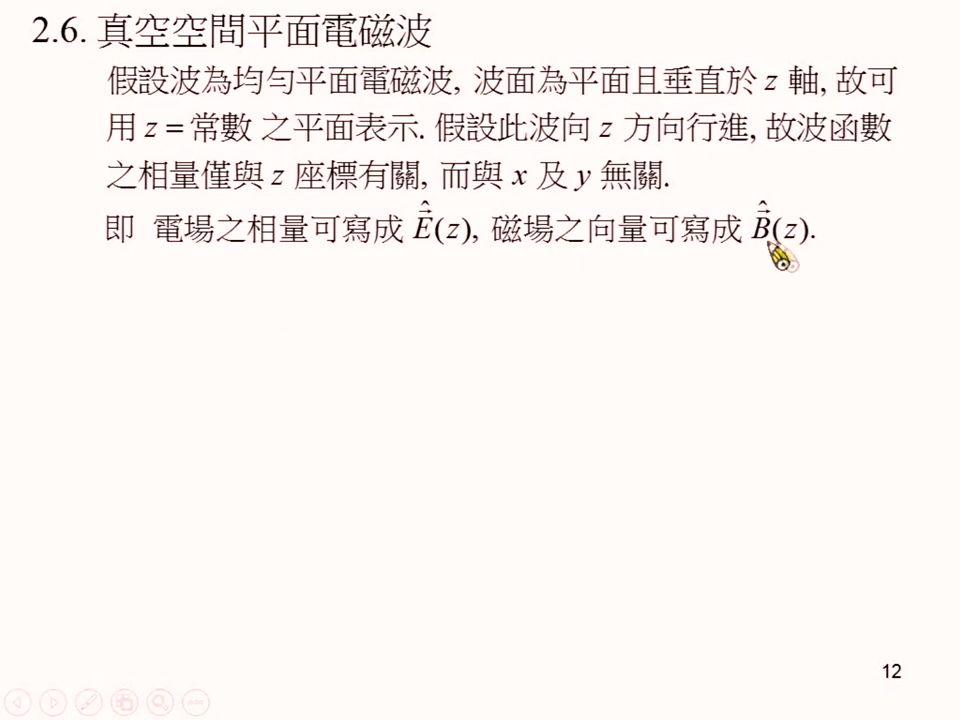 2.6. 真空空間平面電磁波
假設波為均勻平面電磁波, 波面為平面且垂直於 z 軸, 故可
用 z = 常數 之平面表示. 假設此波向 z 方向行進, 故波函數
之相量僅與 z 座標有關, 而與 x 及 y 無關.
即 電場之相量可寫成 $\hat{\vec{E}}(z)$, 磁場之向量可寫成 $\hat{\vec{B}}(z)$.
12